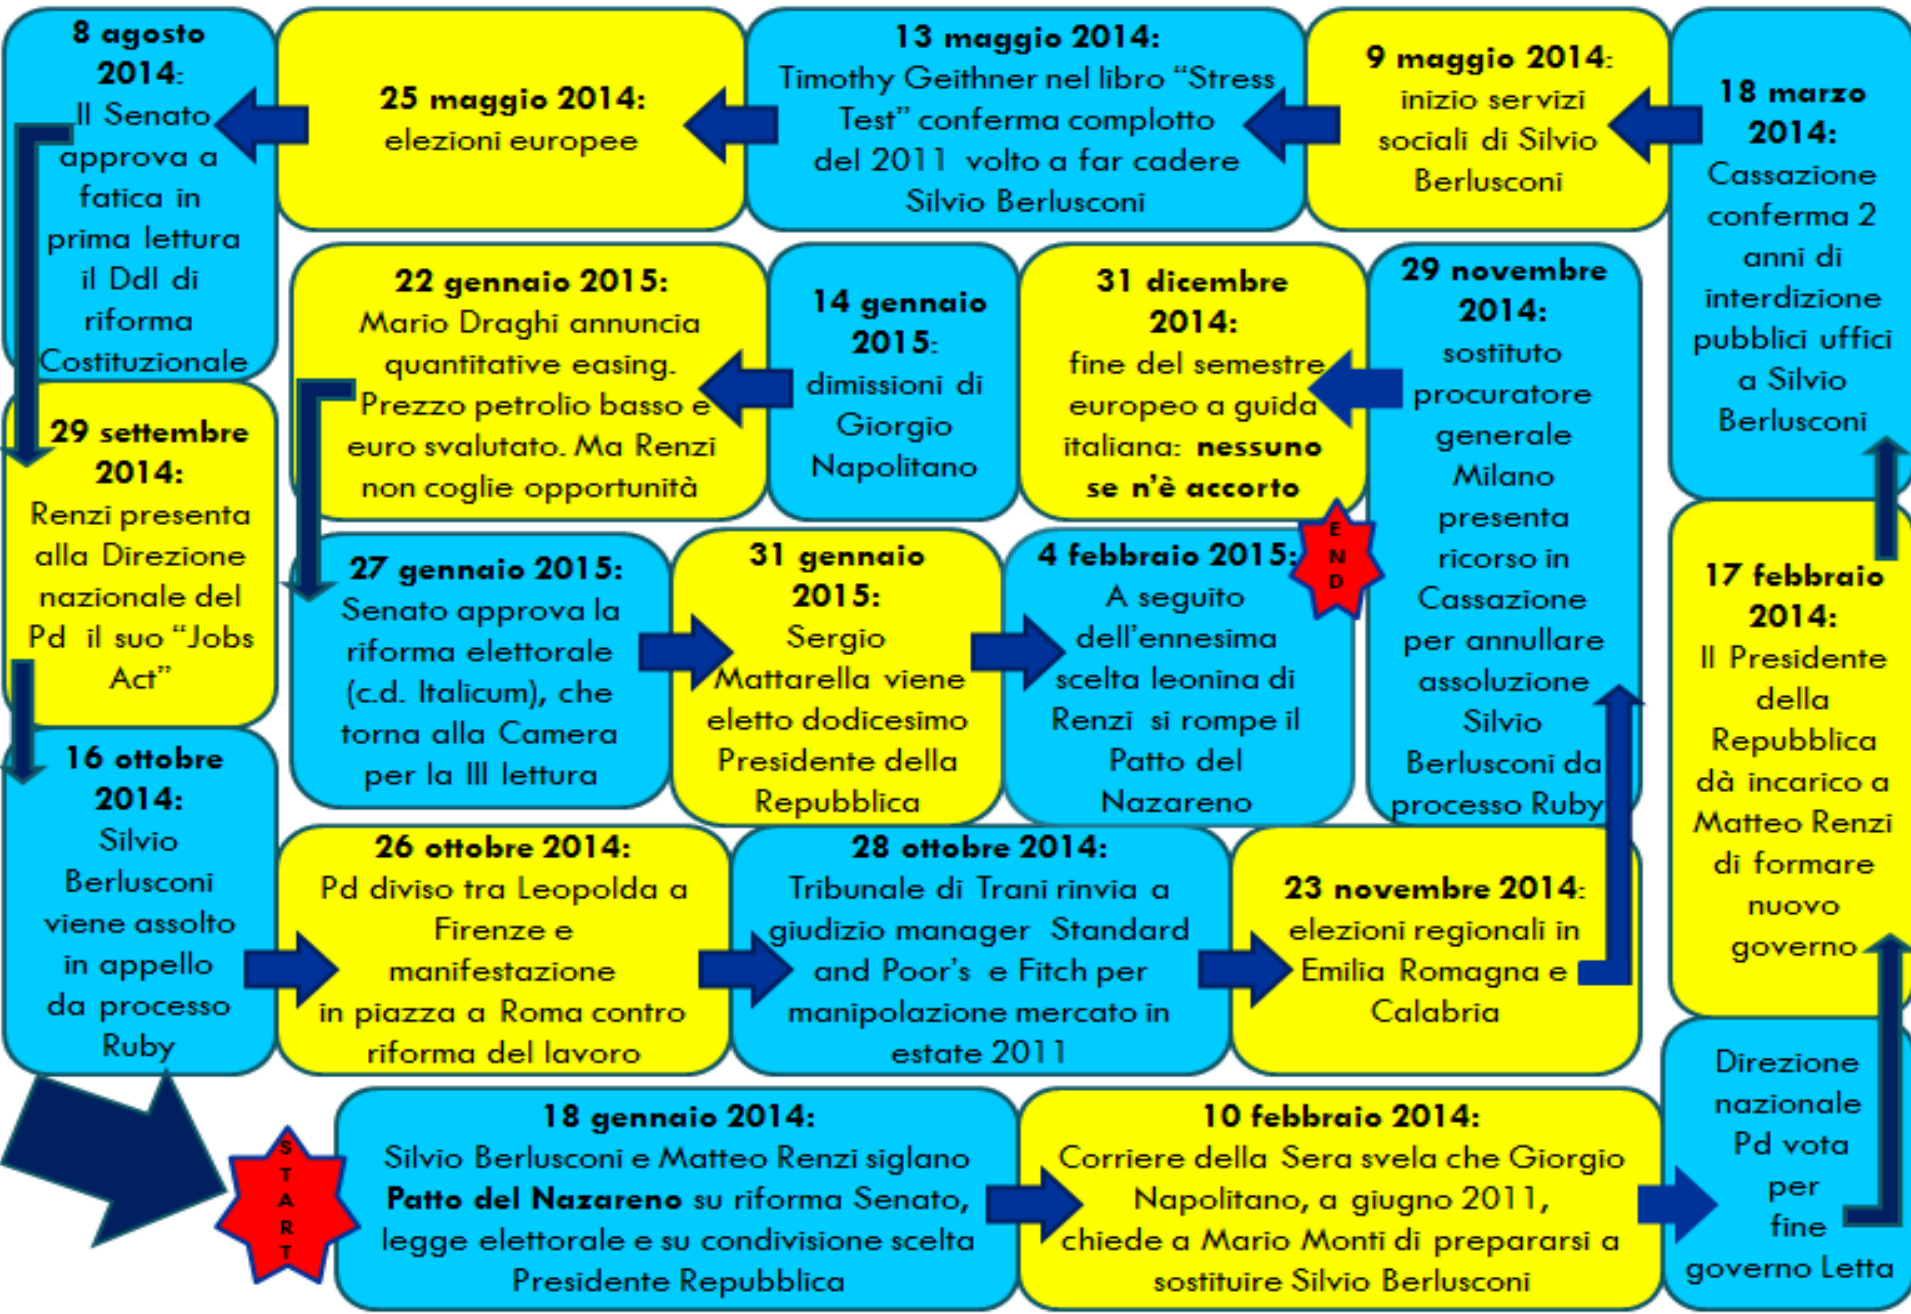 8 agosto
2014:
Il Senato
approva a
fatica in
prima lettura
il Ddl di
riforma
Costituzionale
25 maggio 2014:
elezioni europee
13 maggio 2014:
Timothy Geithner nel libro “Stress
Test” conferma complotto
del 2011 volto a far cadere
Silvio Berlusconi
9 maggio 2014:
inizio servizi
sociali di Silvio
Berlusconi
18 marzo
2014:
Cassazione
conferma 2
anni di
interdizione
pubblici uffici
a Silvio
Berlusconi
22 gennaio 2015:
Mario Draghi annuncia
quantitative easing.
Prezzo petrolio basso e
euro svalutato. Ma Renzi
non coglie opportunità
14 gennaio
2015:
dimissioni di
Giorgio
Napolitano
31 dicembre
2014:
fine del semestre
europeo a guida
italiana: nessuno
se n’è accorto
29 novembre
2014:
sostituto
procuratore
generale
Milano
presenta
ricorso in
Cassazione
per annullare
assoluzione
Silvio
Berlusconi da
processo Ruby
29 settembre
2014:
Renzi presenta
alla Direzione
nazionale del
Pd il suo “Jobs
Act”
27 gennaio 2015:
Senato approva la
riforma elettorale
(c.d. Italicum), che
torna alla Camera
per la III lettura
31 gennaio
2015:
Sergio
Mattarella viene
eletto dodicesimo
Presidente della
Repubblica
4 febbraio 2015:
A seguito
dell’ennesima
scelta leonina di
Renzi si rompe il
Patto del
Nazareno
END
17 febbraio
2014:
Il Presidente
della
Repubblica
dà incarico a
Matteo Renzi
di formare
nuovo
governo
16 ottobre
2014:
Silvio
Berlusconi
viene assolto
in appello
da processo
Ruby
26 ottobre 2014:
Pd diviso tra Leopolda a
Firenze e
manifestazione
in piazza a Roma contro
riforma del lavoro
28 ottobre 2014:
Tribunale di Trani rinvia a
giudizio manager Standard
and Poor’s e Fitch per
manipolazione mercato in
estate 2011
23 novembre 2014:
elezioni regionali in
Emilia Romagna e
Calabria
START
18 gennaio 2014:
Silvio Berlusconi e Matteo Renzi siglano
Patto del Nazareno su riforma Senato,
legge elettorale e su condivisione scelta
Presidente Repubblica
10 febbraio 2014:
Corriere della Sera svela che Giorgio
Napolitano, a giugno 2011,
chiede a Mario Monti di prepararsi a
sostituire Silvio Berlusconi
Direzione
nazionale
Pd vota
per
fine
governo Letta